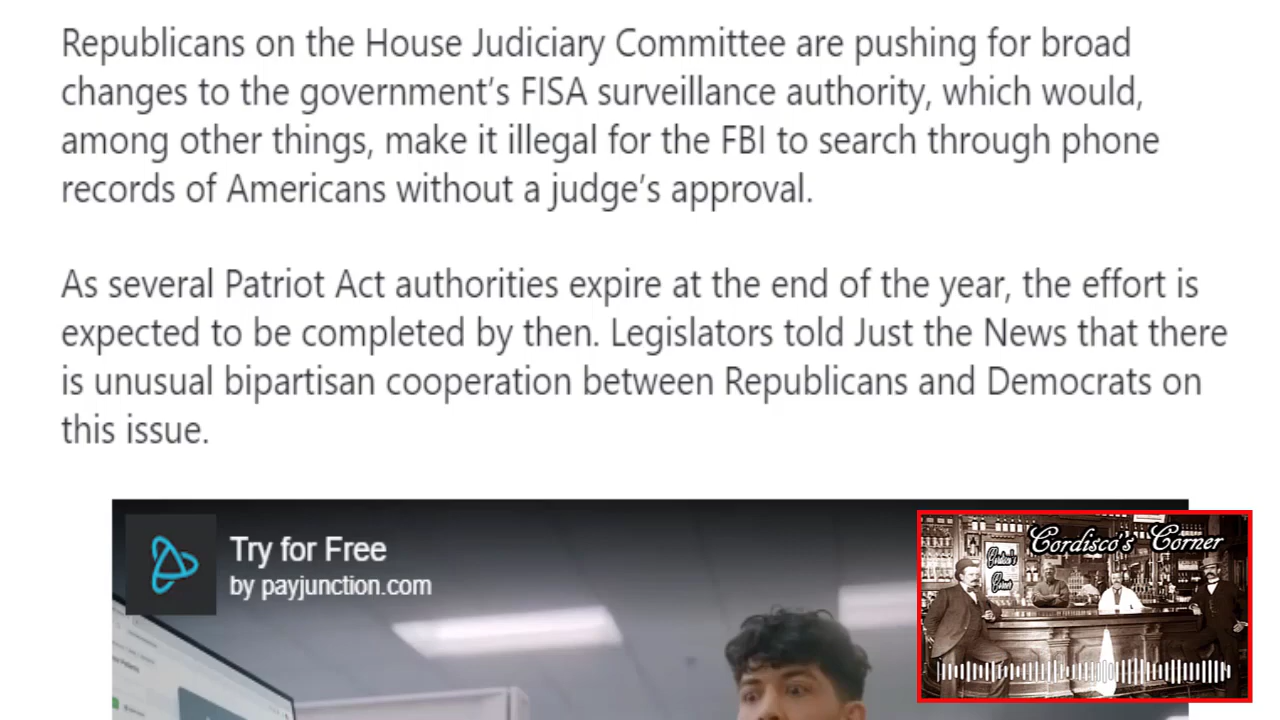 Republicans on the House Judiciary Committee are pushing for broad
changes to the government’s FISA surveillance authority, which would,
among other things, make it illegal for the FBI to search through phone
records of Americans without a judge’s approval.
As several Patriot Act authorities expire at the end of the year, the effort is
expected to be completed by then. Legislators told Just the News that there
is unusual bipartisan cooperation between Republicans and Democrats on
this issue.
Try for Free
by payjunction.com
Cordisco's Corner
Cordisco's
Corner